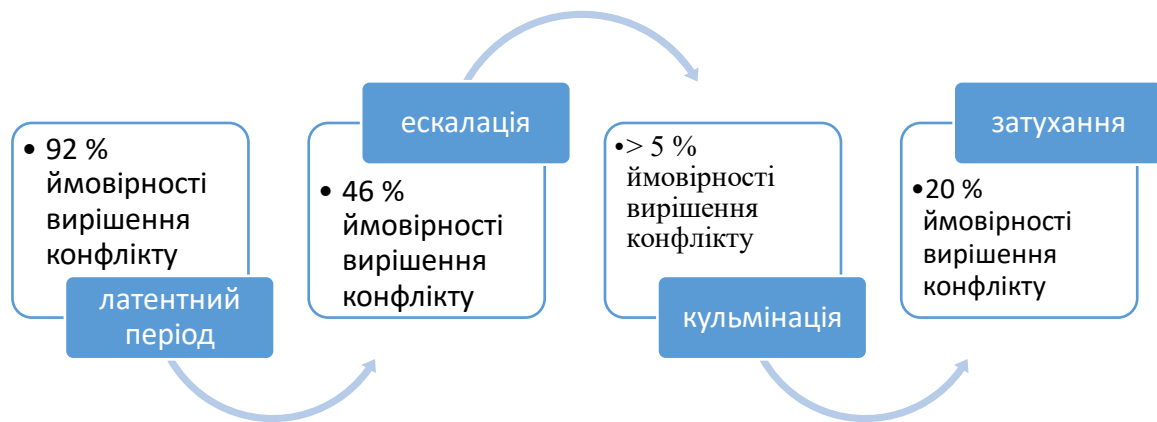 • 92 %
ймовірності
вирішення
конфлікту
латентний
період
ескалація
• 46 %
ймовірності
вирішення
конфлікту
•> 5 %
ймовірності
вирішення
конфлікту
кульмінація
затухання
•20 %
ймовірності
вирішення
конфлікту